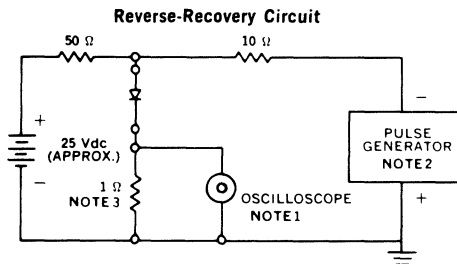 Reverse-Recovery Circuit
50 Ω
10 Ω
+
25 Vdc
(APPROX.)
−
1 Ω
NOTE 3
OSCILLOSCOPE
NOTE 1
−
PULSE
GENERATOR
NOTE 2
+